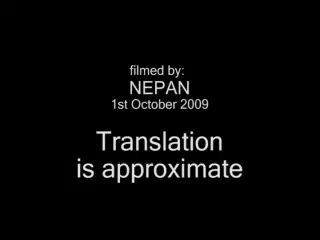 filmed by:
NEPAN
1st October 2009
Translation
is approximate